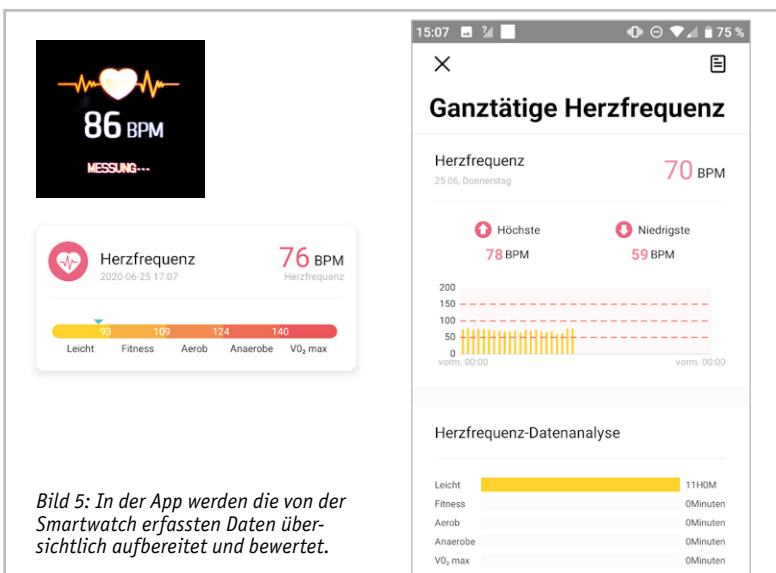 86 BPM
MESSUNG---
Herzfrequenz
76 BPM
2020-06-25 17:07
Herzfrequenz
93 109 124 140
Leicht Fitness Aerob Anaerobe V0₂ max
Bild 5: In der App werden die von der
Smartwatch erfassten Daten über-
sichtlich aufbereitet und bewertet.
15:07 75 %
Ganztätige Herzfrequenz
Herzfrequenz
70 BPM
25 06, Donnerstag
Höchste Niedrigste
78 BPM 59 BPM
200
150
100
50
0
vorm. 00:00 vorm. 00:00
Herzfrequenz-Datenanalyse
Leicht 11H0M
Fitness 0Minuten
Aerob 0Minuten
Anaerobe 0Minuten
V0₂ max 0Minuten